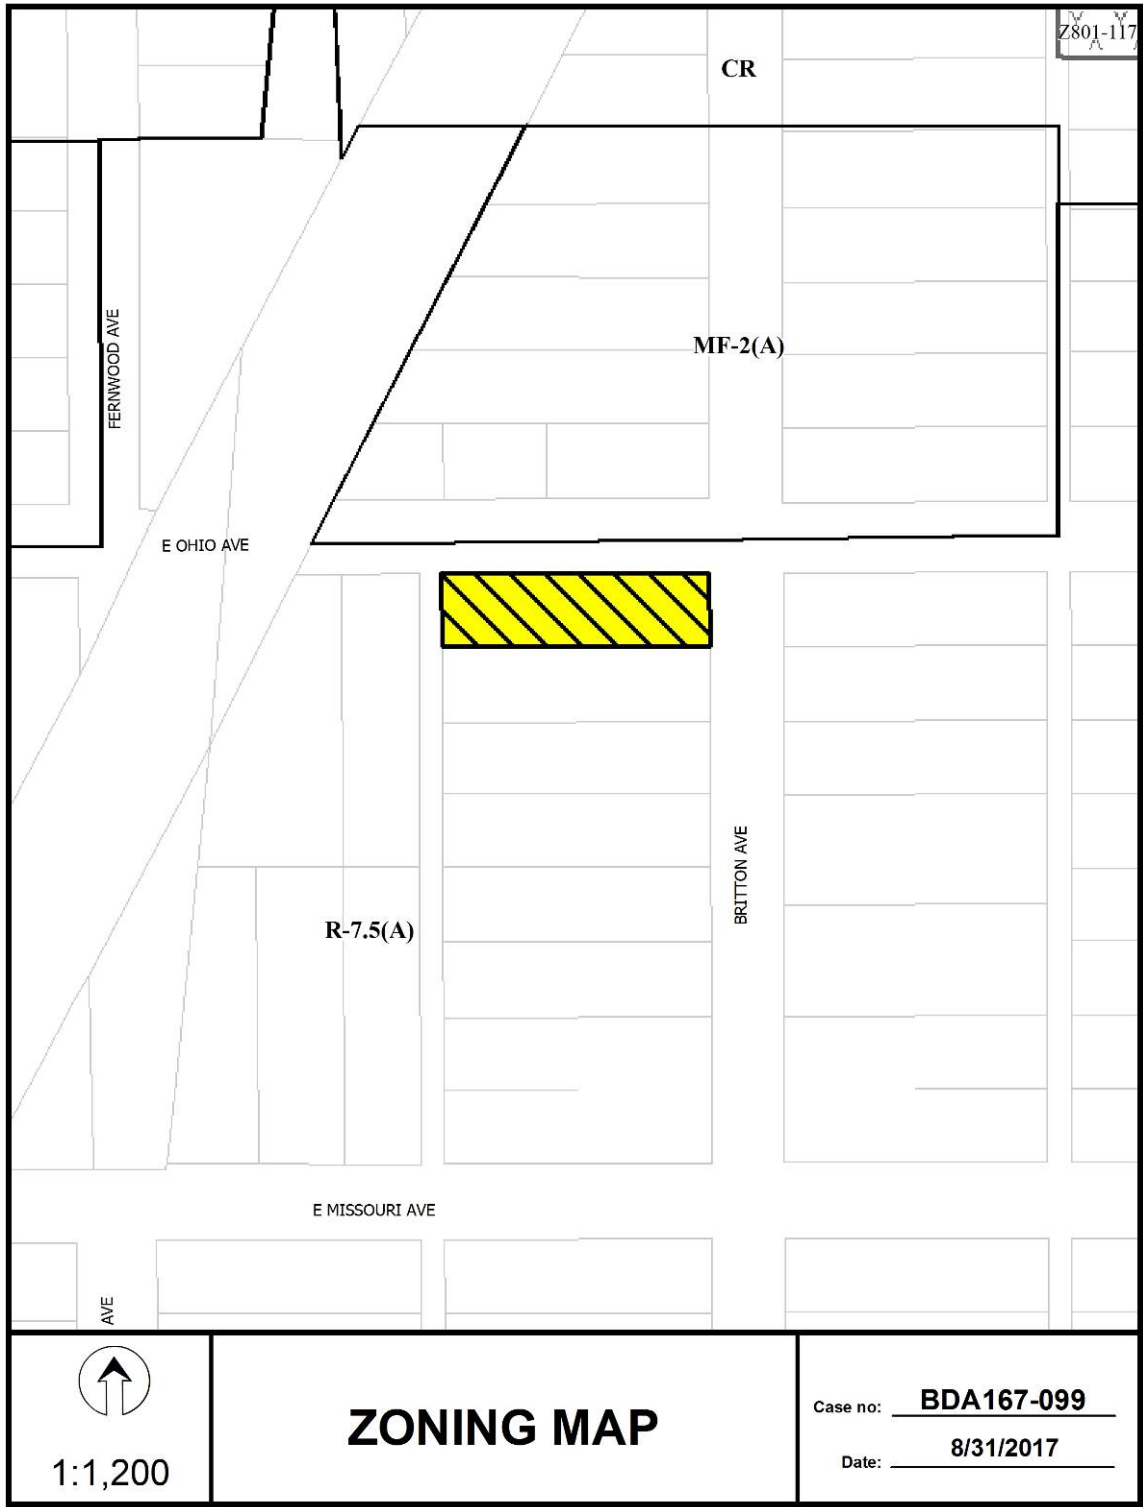 Z801-117
CR
MF-2(A)
FERNWOOD AVE
E OHIO AVE
BRITTON AVE
R-7.5(A)
E MISSOURI AVE
AVE
1:1,200
ZONING MAP
Case no: BDA167-099
Date: 8/31/2017